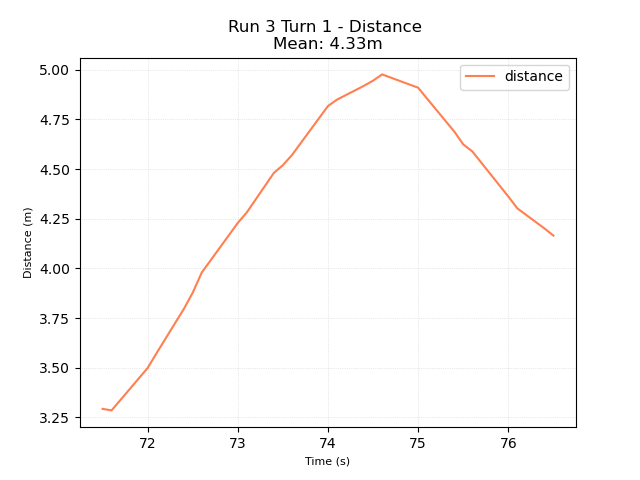 Run 3 Turn 1 - Distance
Mean: 4.33m
distance
5.00
4.75
4.50
4.25
4.00
3.75
3.50
3.25
Distance (m)
72 73 74 75 76
Time (s)